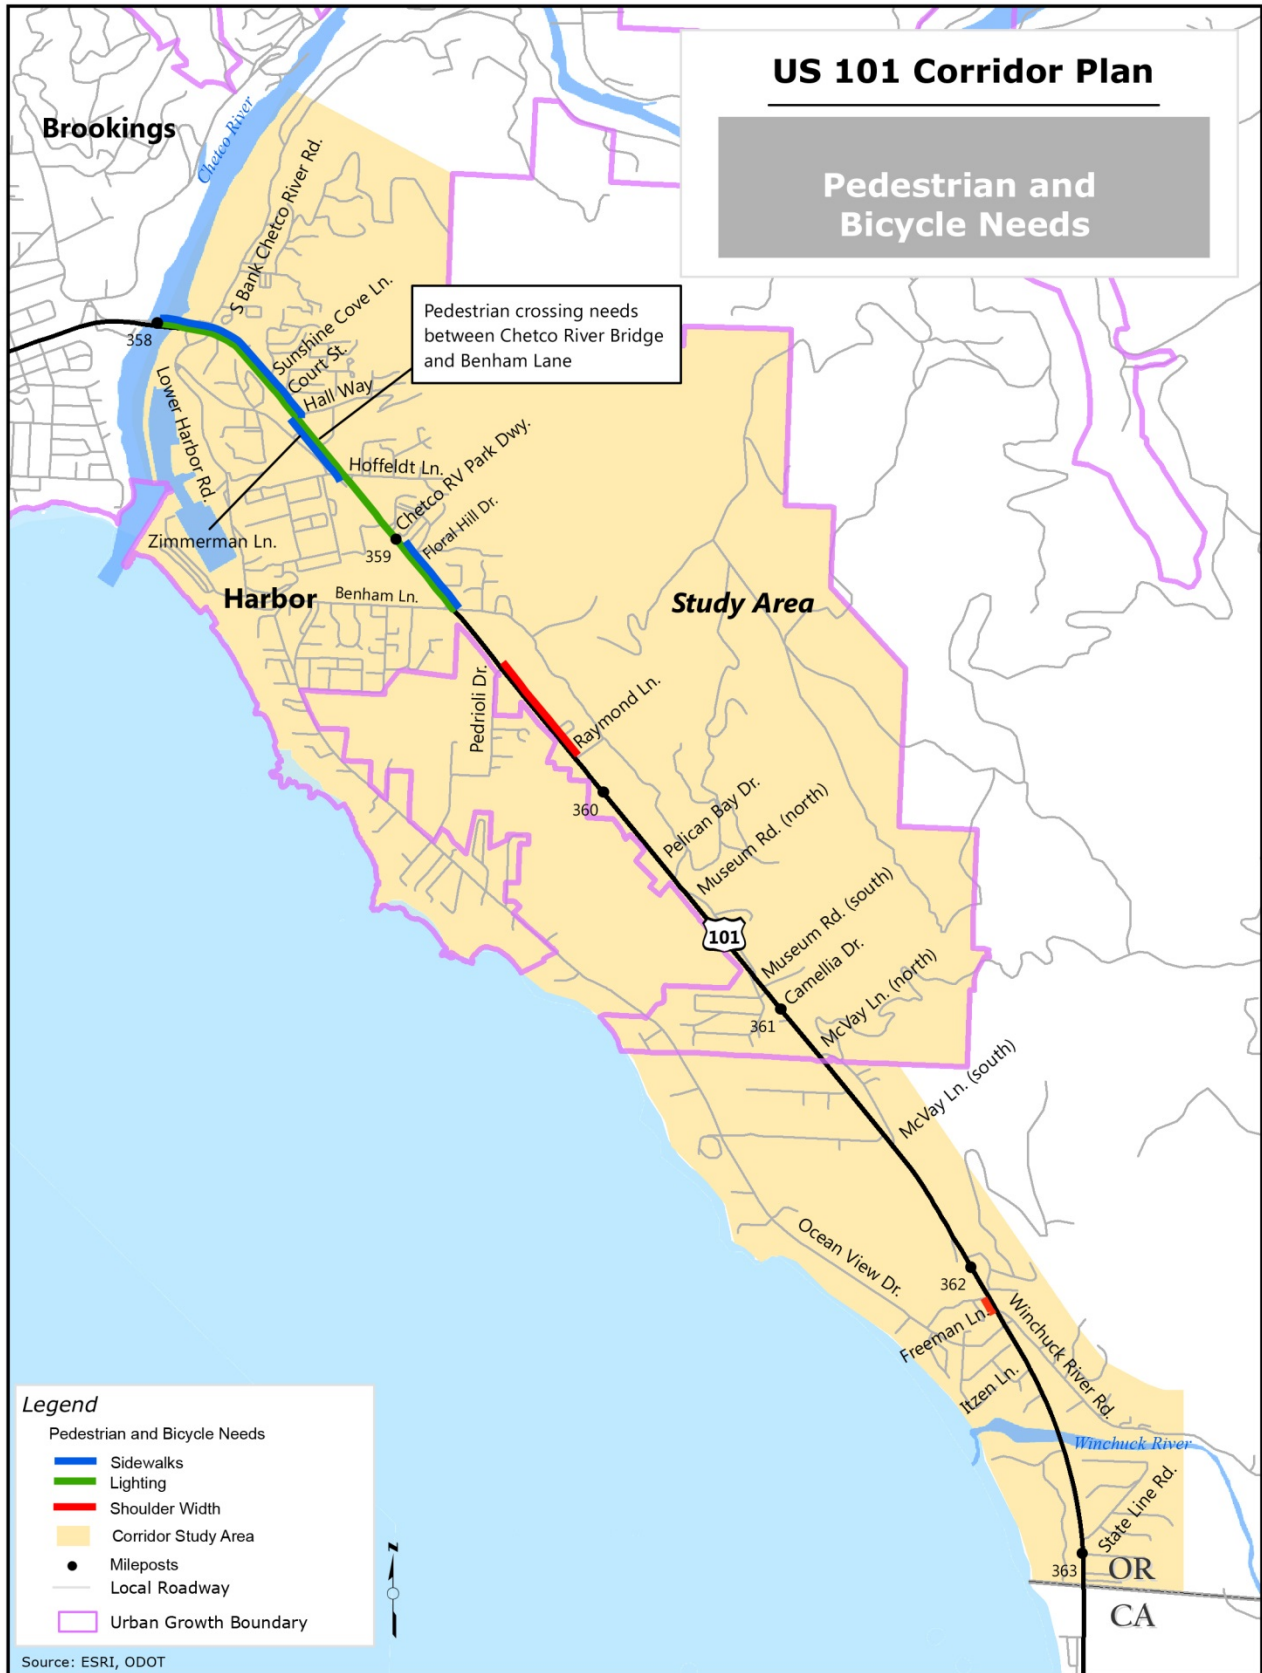 US 101 Corridor Plan
Pedestrian and
Bicycle Needs
Brookings
Chetco River
S Bank Chetco River Rd.
Pedestrian crossing needs
between Chetco River Bridge
and Benham Lane
358
Sunshine Cove Ln.
Court St.
Hall Way
Lower Harbor Rd.
Hoffeldt Ln.
Chetco RV Park Dwy.
Floral Hill Dr.
Zimmerman Ln.
359
Harbor
Benham Ln.
Study Area
Pedrioli Dr.
Raymond Ln.
360
Pelican Bay Dr.
Museum Rd. (north)
101
Museum Rd. (south)
Camellia Dr.
361
McVay Ln. (north)
McVay Ln. (south)
Ocean View Dr.
362
Freeman Ln.
Winchuck River Rd.
Itzen Ln.
Winchuck River
State Line Rd.
363
OR
CA
Legend
Pedestrian and Bicycle Needs
Sidewalks
Lighting
Shoulder Width
Corridor Study Area
Mileposts
Local Roadway
Urban Growth Boundary
z
Source: ESRI, ODOT